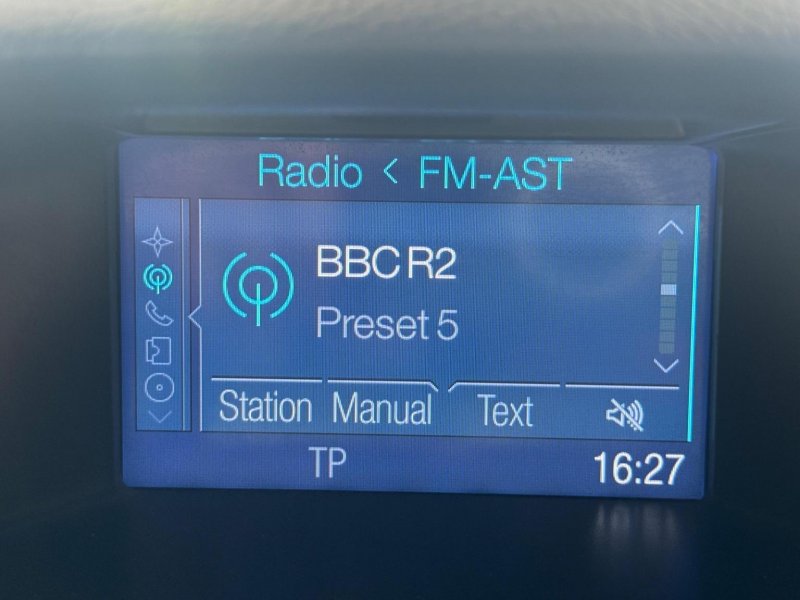 Radio < FM-AST
BBC R2
Preset 5
Station Manual Text
TP 16:27